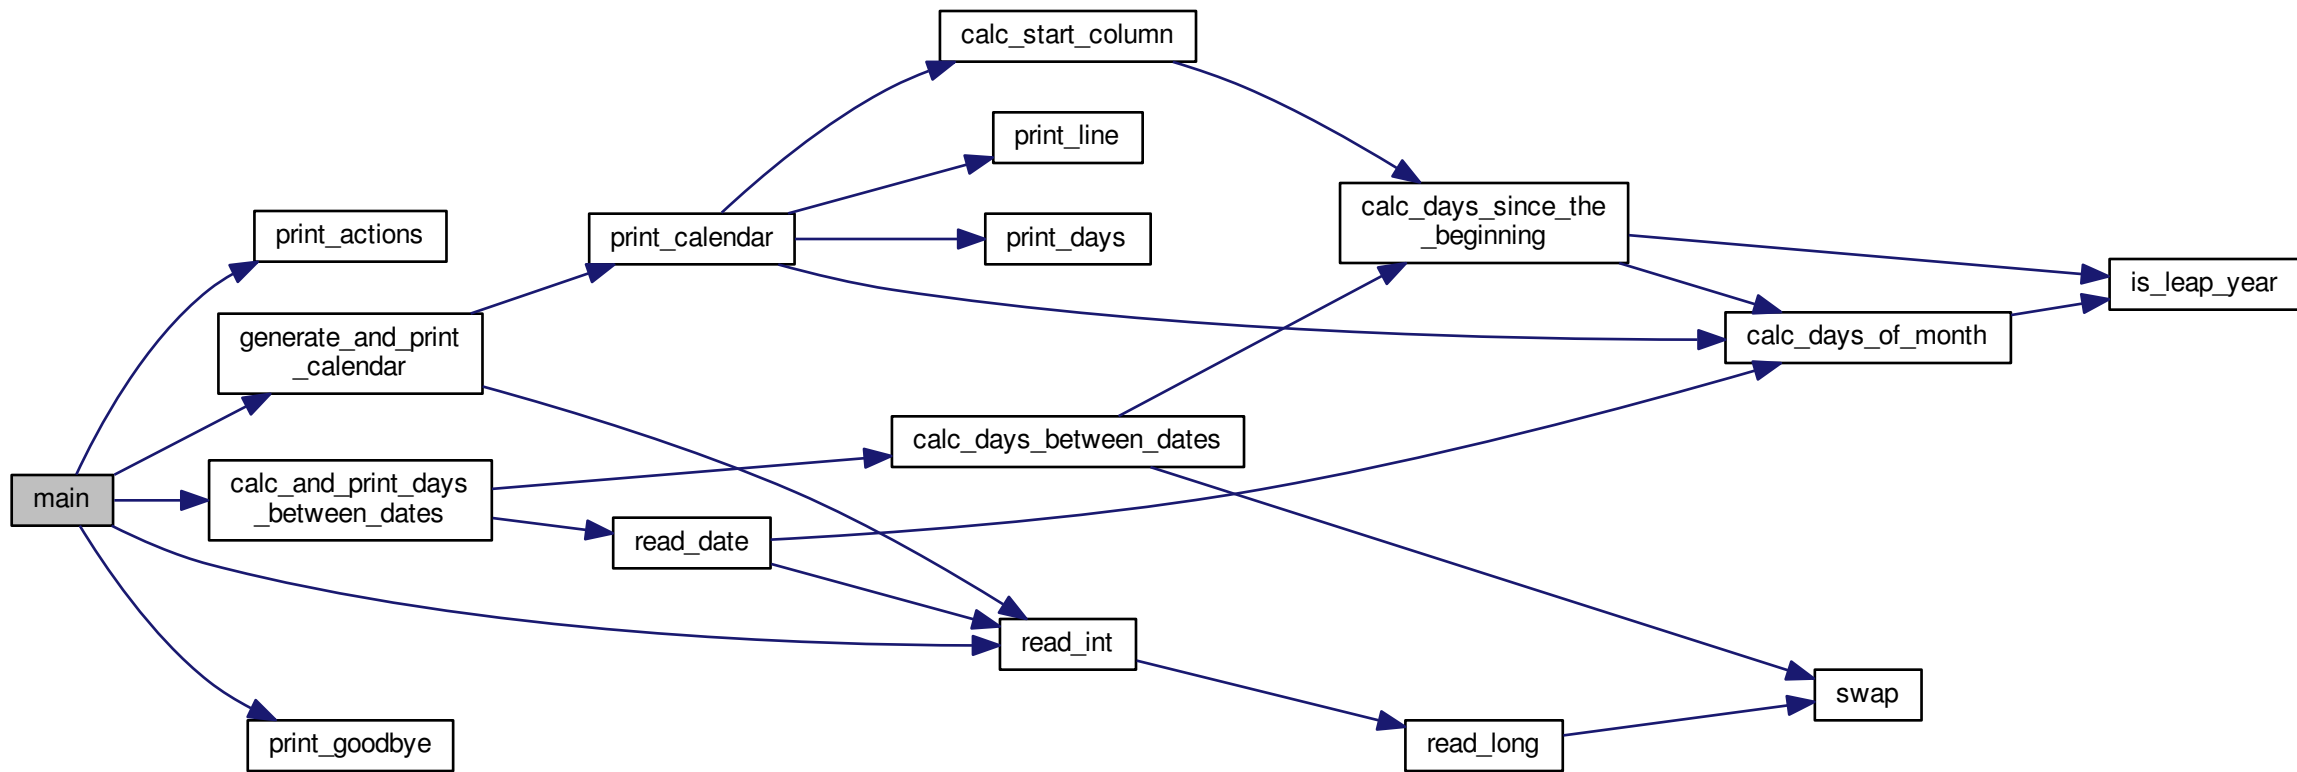 calc_start_column
print_line
calc_days_since_the
_beginning
print_actions
print_calendar
print_days
is_leap_year
generate_and_print
_calendar
calc_days_of_month
calc_days_between_dates
main
calc_and_print_days
_between_dates
read_date
read_int
swap
print_goodbye
read_long